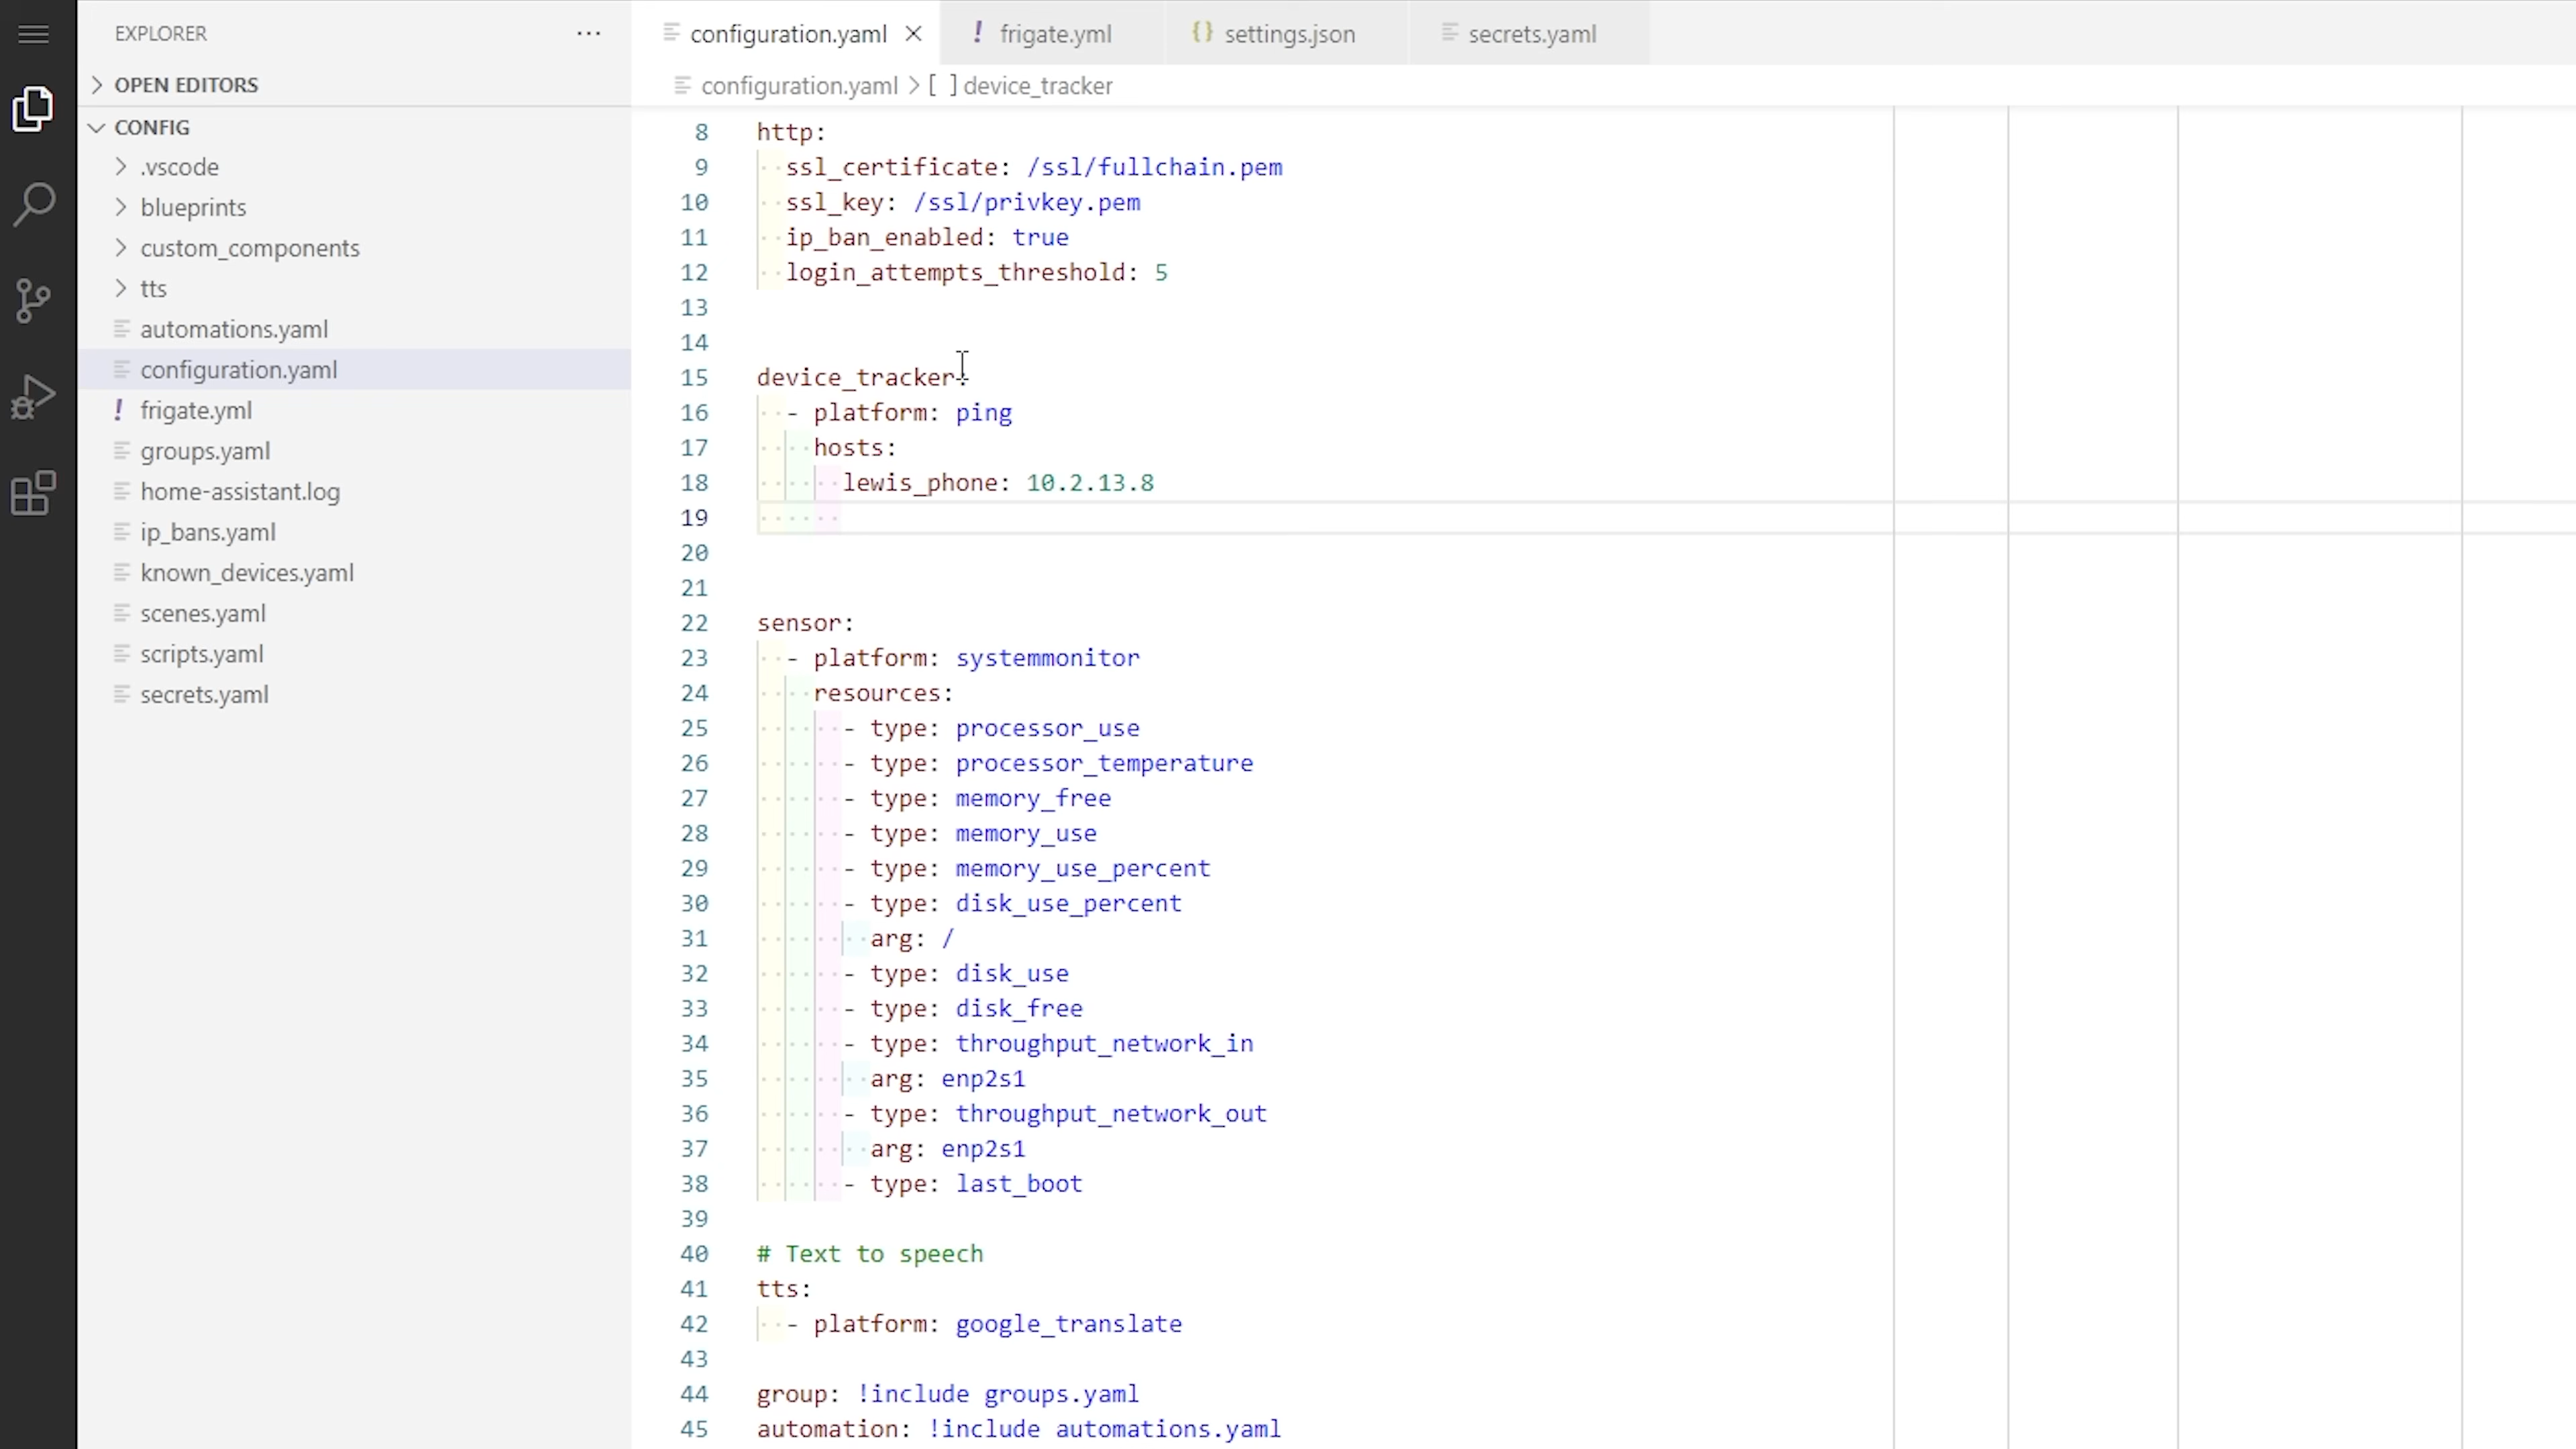 EXPLORER
OPEN EDITORS
CONFIG
.vscode
blueprints
custom_components
tts
automations.yaml
configuration.yaml
! frigate.yml
groups.yaml
home-assistant.log
ip_bans.yaml
known_devices.yaml
scenes.yaml
scripts.yaml
secrets.yaml
configuration.yaml
! frigate.yml
{} settings.json
secrets.yaml
configuration.yaml > [ ] device_tracker
8 http:
9 ssl_certificate: /ssl/fullchain.pem
10 ssl_key: /ssl/privkey.pem
11 ip_ban_enabled: true
12 login_attempts_threshold: 5
13
14
15 device_tracker:
16 - platform: ping
17 hosts:
18 lewis_phone: 10.2.13.8
19
20
21
22 sensor:
23 - platform: systemmonitor
24 resources:
25 - type: processor_use
26 - type: processor_temperature
27 - type: memory_free
28 - type: memory_use
29 - type: memory_use_percent
30 - type: disk_use_percent
31 arg: /
32 - type: disk_use
33 - type: disk_free
34 - type: throughput_network_in
35 arg: enp2s1
36 - type: throughput_network_out
37 arg: enp2s1
38 - type: last_boot
39
40 # Text to speech
41 tts:
42 - platform: google_translate
43
44 group: !include groups.yaml
45 automation: !include automations.yaml